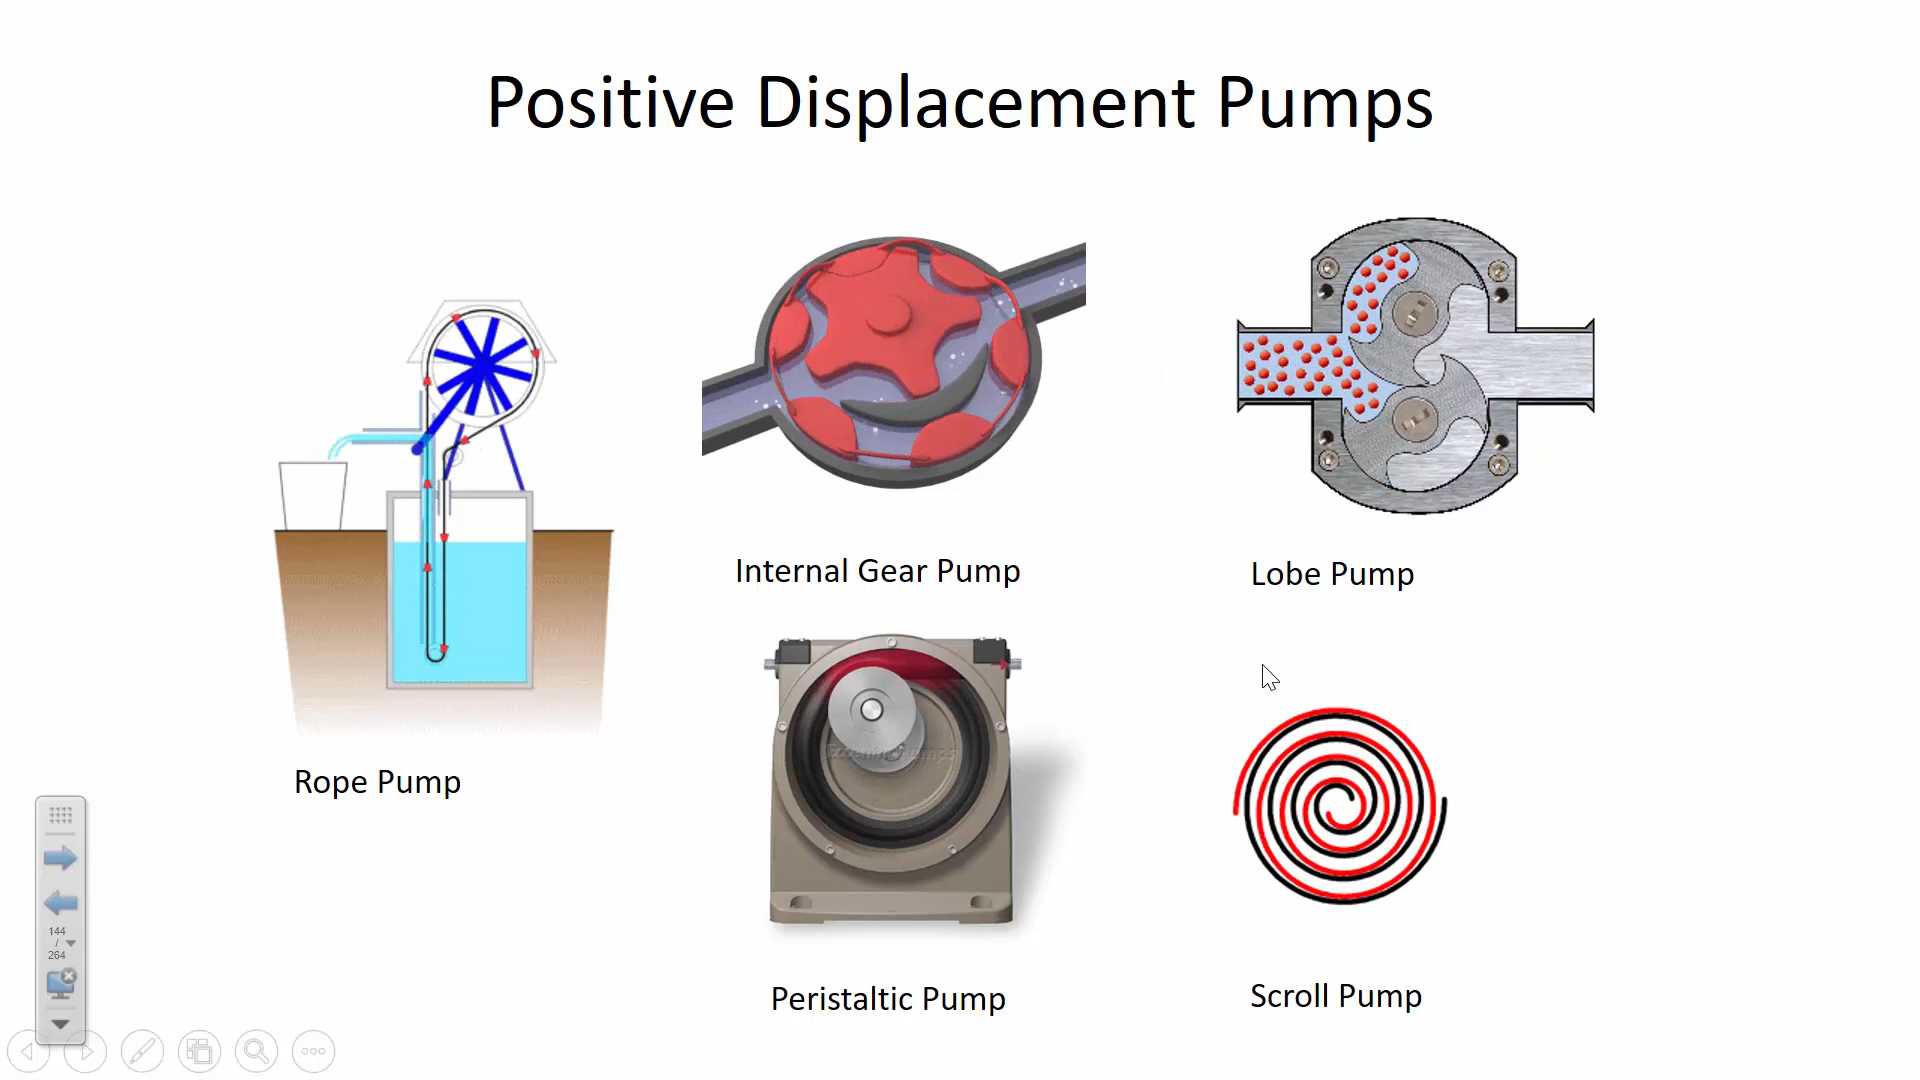 Positive Displacement Pumps
Internal Gear Pump
Lobe Pump
Rope Pump
144
/
264
Peristaltic Pump
Scroll Pump